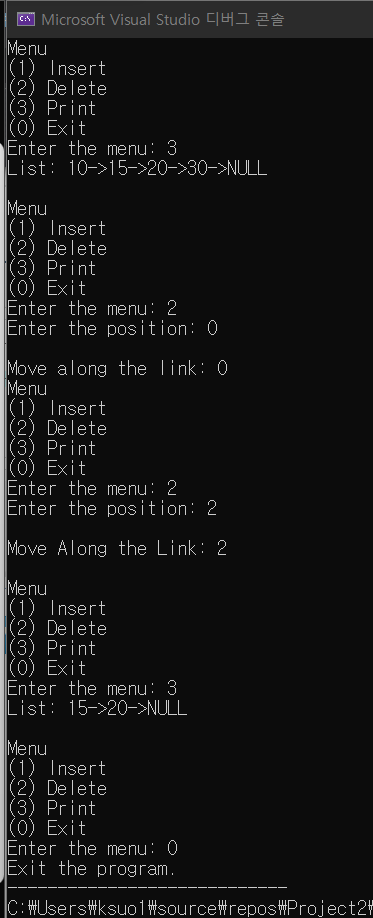 Microsoft Visual Studio 디버그 콘솔
Menu
(1) Insert
(2) Delete
(3) Print
(0) Exit
Enter the menu: 3
List: 10->15->20->30->NULL
Menu
(1) Insert
(2) Delete
(3) Print
(0) Exit
Enter the menu: 2
Enter the position: 0
Move along the link: 0
Menu
(1) Insert
(2) Delete
(3) Print
(0) Exit
Enter the menu: 2
Enter the position: 2
Move Along the Link: 2
Menu
(1) Insert
(2) Delete
(3) Print
(0) Exit
Enter the menu: 3
List: 15->20->NULL
Menu
(1) Insert
(2) Delete
(3) Print
(0) Exit
Enter the menu: 0
Exit the program.
----------------------------
C:₩Users₩ksuo1₩source₩repos₩Project2₩